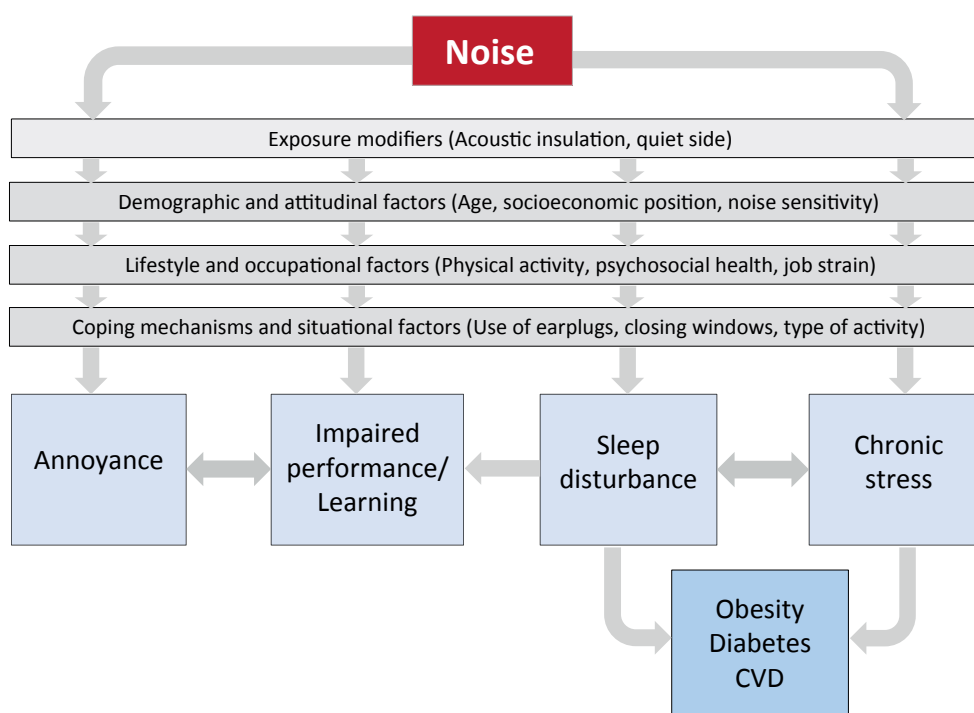 Noise
Exposure modifiers (Acoustic insulation, quiet side)
Demographic and attitudinal factors (Age, socioeconomic position, noise sensitivity)
Lifestyle and occupational factors (Physical activity, psychosocial health, job strain)
Coping mechanisms and situational factors (Use of earplugs, closing windows, type of activity)
Annoyance
Impaired
performance/
Learning
Sleep
disturbance
Chronic
stress
Obesity
Diabetes
CVD